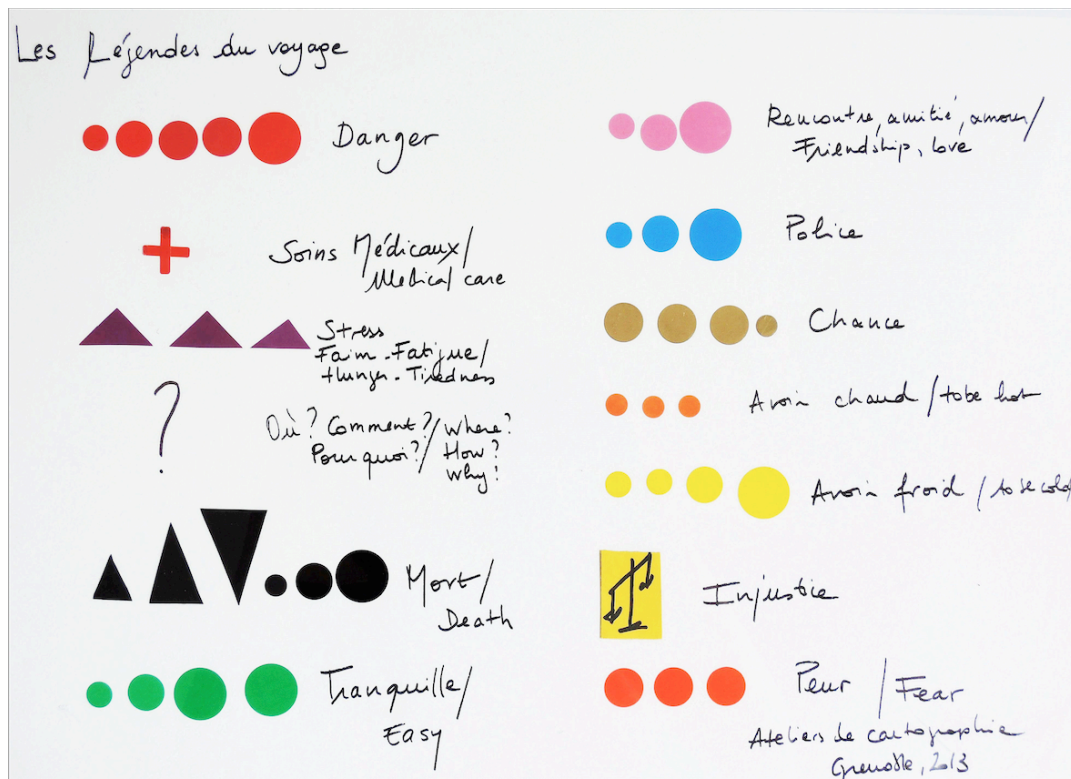 Les Légendes du voyage
Danger
Soins Médicaux/
Medical care
Stress
Faim - Fatigue/
Hunger - Tiredness
?
Où? Comment?/ Where?
Pourquoi?/ How?
Why?
Mort/
Death
Tranquille/
Easy
Rencontre, amitié, amour/
Friendship, love
Police
Chance
Avoir chaud / to be hot
Avoir froid / to be cold/
Injustice
Peur / Fear
Ateliers de cartographie
Grenoble, 2013